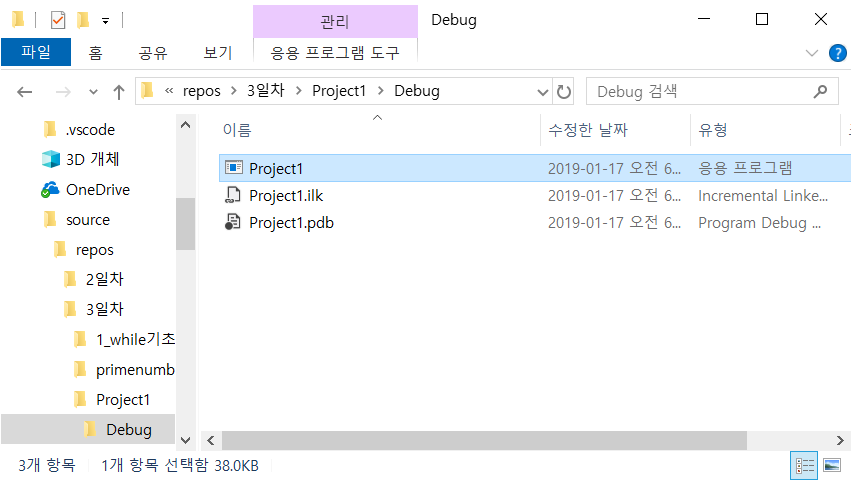 관리
Debug
파일
홈
공유
보기
응용 프로그램 도구
« repos > 3일차 > Project1 > Debug
Debug 검색
.vscode
3D 개체
OneDrive
source
repos
2일차
3일차
1_while기초
primenumb
Project1
Debug
이름 수정한 날짜 유형
Project1 2019-01-17 오전 6... 응용 프로그램
Project1.ilk 2019-01-17 오전 6... Incremental Linke...
Project1.pdb 2019-01-17 오전 6... Program Debug ...
3개 항목 1개 항목 선택함 38.0KB